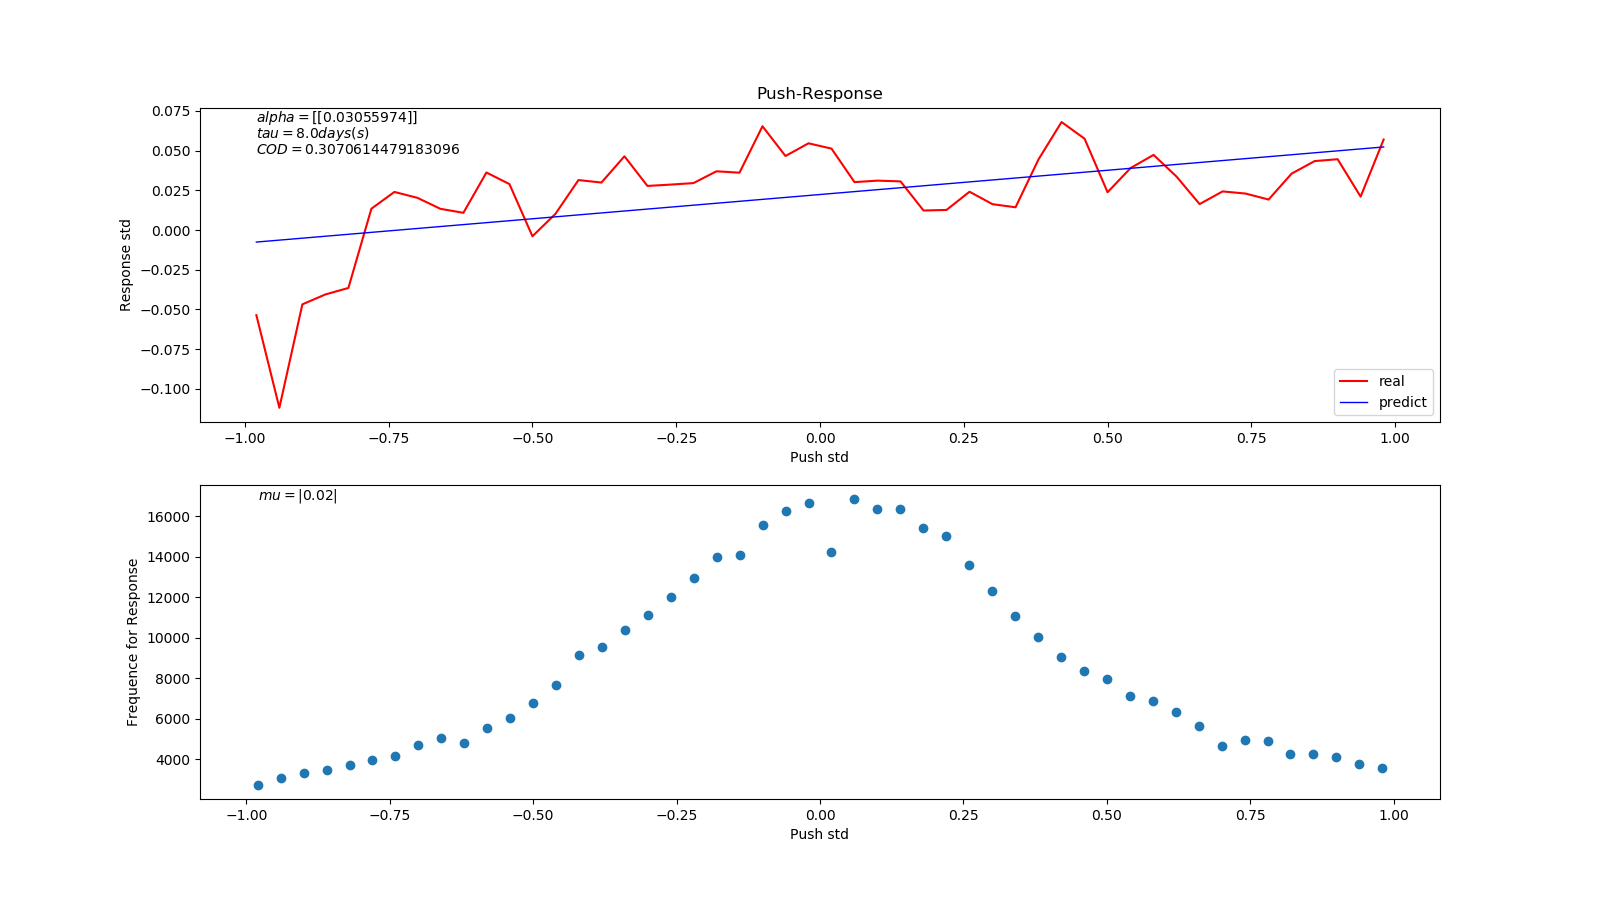 Push-Response
alpha = [[0.03055974]]
tau = 8.0days(s)
COD = 0.3070614479183096
0.075
0.050
0.025
0.000
−0.025
−0.050
−0.075
−0.100
Response std
real
predict
−1.00 −0.75 −0.50 −0.25 0.00 0.25 0.50 0.75 1.00
Push std
mu = |0.02|
16000
14000
12000
10000
8000
6000
4000
Frequence for Response
−1.00 −0.75 −0.50 −0.25 0.00 0.25 0.50 0.75 1.00
Push std